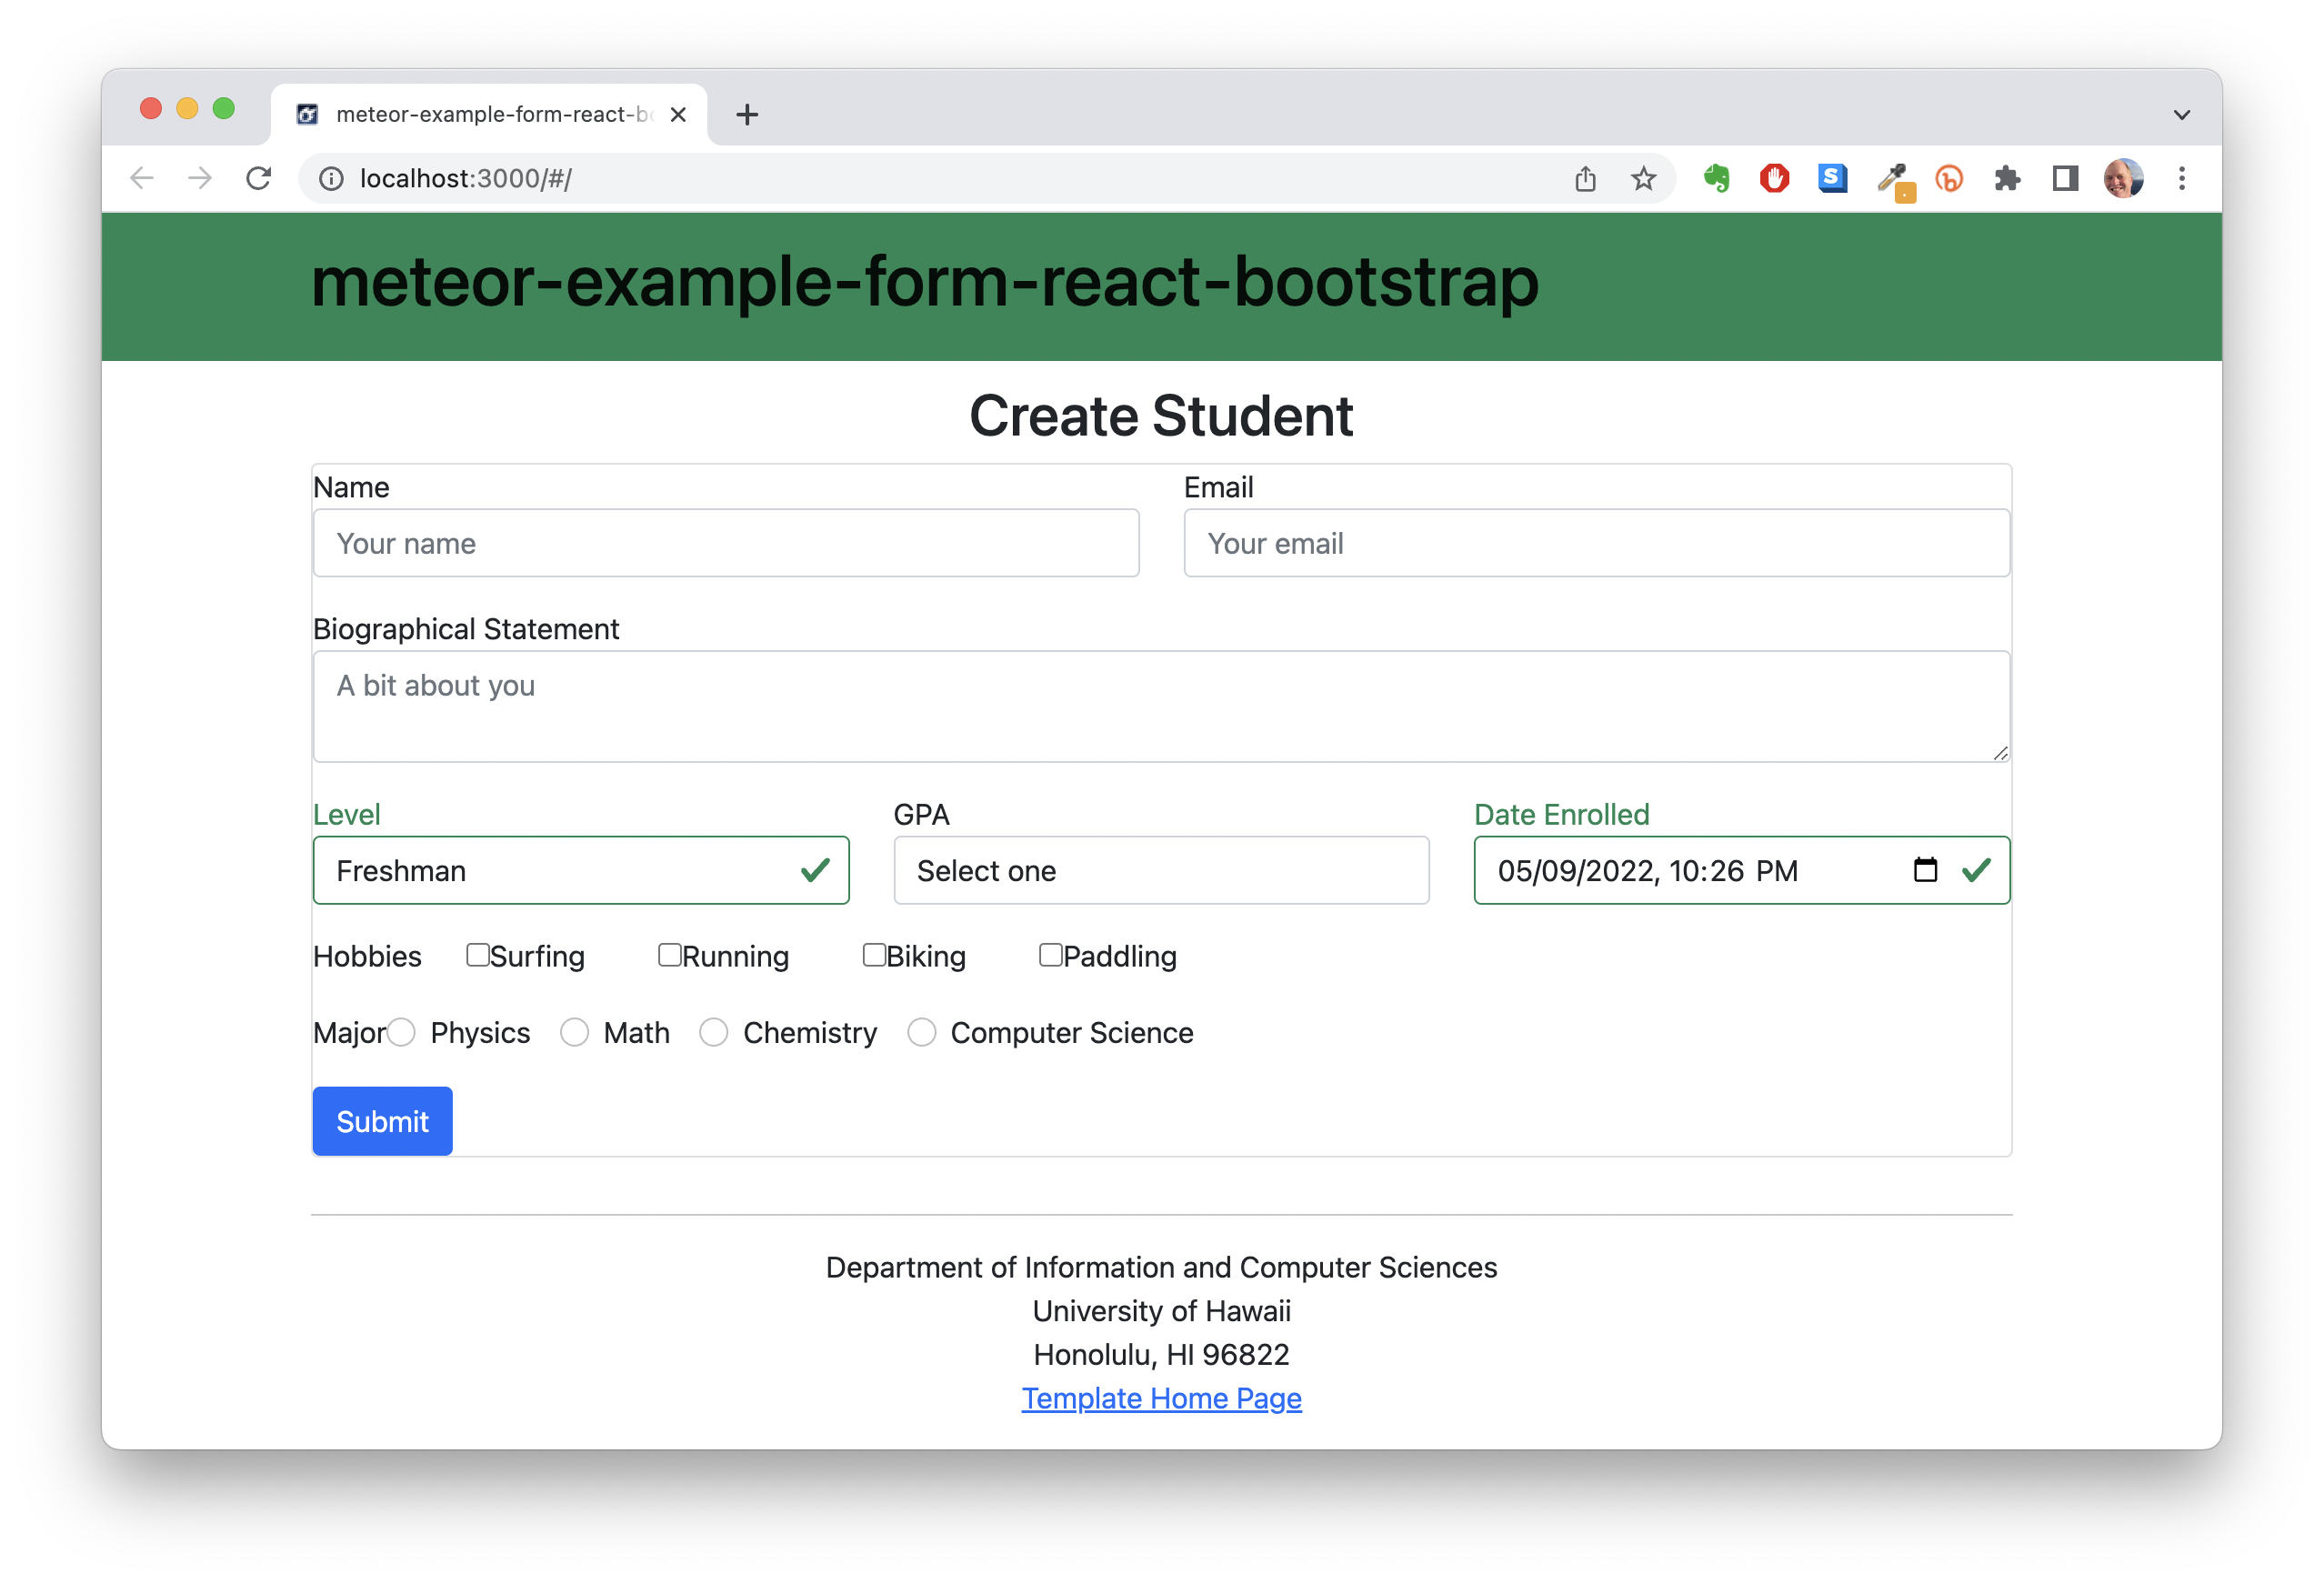 meteor-example-form-react-bo
localhost:3000/#/
meteor-example-form-react-bootstrap
Create Student
Name Email
Your name Your email
Biographical Statement
A bit about you
Level GPA Date Enrolled
Freshman Select one 05/09/2022, 10:26 PM
Hobbies Surfing Running Biking Paddling
Major Physics Math Chemistry Computer Science
Submit
Department of Information and Computer Sciences
University of Hawaii
Honolulu, HI 96822
Template Home Page